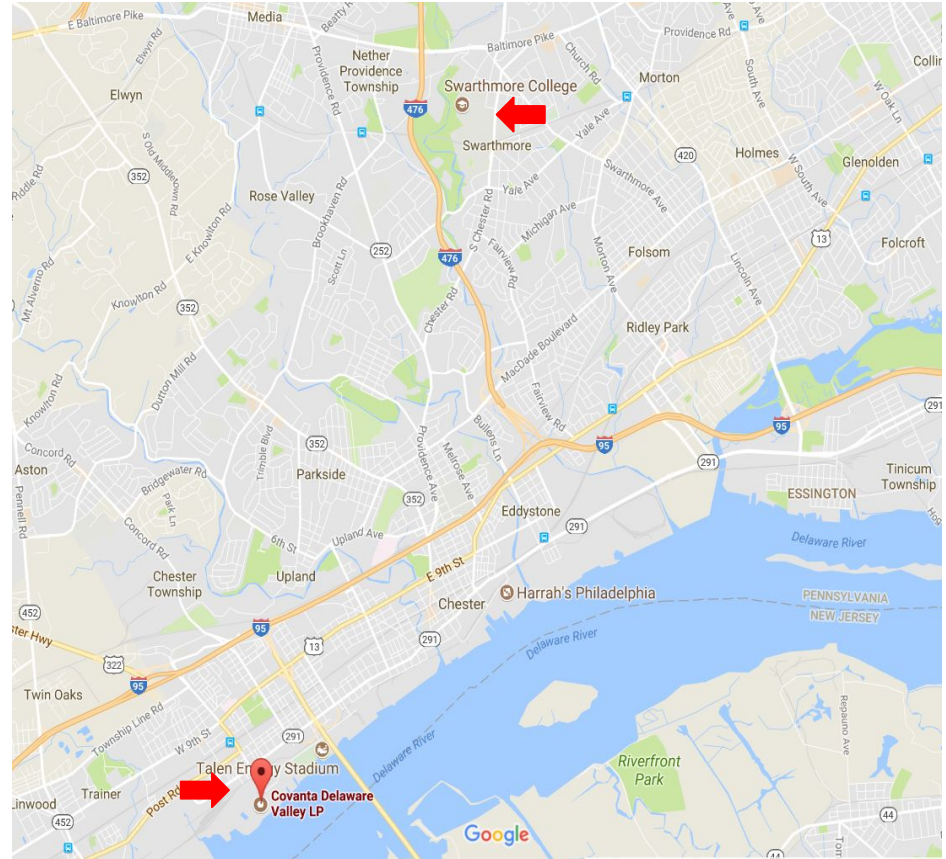 E Baltimore Pike
Media
Beatty R
Providence Rd
Elwyn Rd
Nether
Providence
Township
Baltimore Pike
Church Rd
Collin
Elwyn
Providence Rd
476
Swarthmore College
Morton
South Ave
W Oak Ln
Swarthmore
Yale Ave
S Old Middletown Rd
420
Holmes
Glenolden
Riddle Rd
352
Rose Valley
Yale Ave
Swarthmore Ave
W South Ave
Brookhaven Rd
S Chester Rd
Michigan Ave
13
E Knowlton Rd
252
Scott Ln
476
Fairview Rd
Morton Ave
Folsom
Folcroft
Mt Alverno Rd
Knowlton Rd
352
Chester Rd
Lincoln Ave
Ridley Park
MacDade Boulevard
Dutton Mill Rd
Knowlton Rd
Fairview Rd
291
Trimble Blvd
Bullens Ln
95
Concord Rd
352
Providence Ave
Melrose Ave
95
Aston
Bridgewater Rd
Parkside
291
Tinicum
Township
Pennell Rd
Park Ln
352
ESSINGTON
Eddystone
291
Concord Rd
6th St
Upland Ave
Delaware River
E 9th St
Chester
Township
Upland
Harrah's Philadelphia
PENNSYLVANIA
Chester
NEW JERSEY
452
95
291
ster Hwy
13
Delaware River
322
95
Twin Oaks
Repauno Ave
Township Line Rd
W 9th St
291
Delaware River
Talen Energy Stadium
Riverfront
Park
Linwood
Trainer
Post Rd
Covanta Delaware
Valley LP
452
44
Google
44